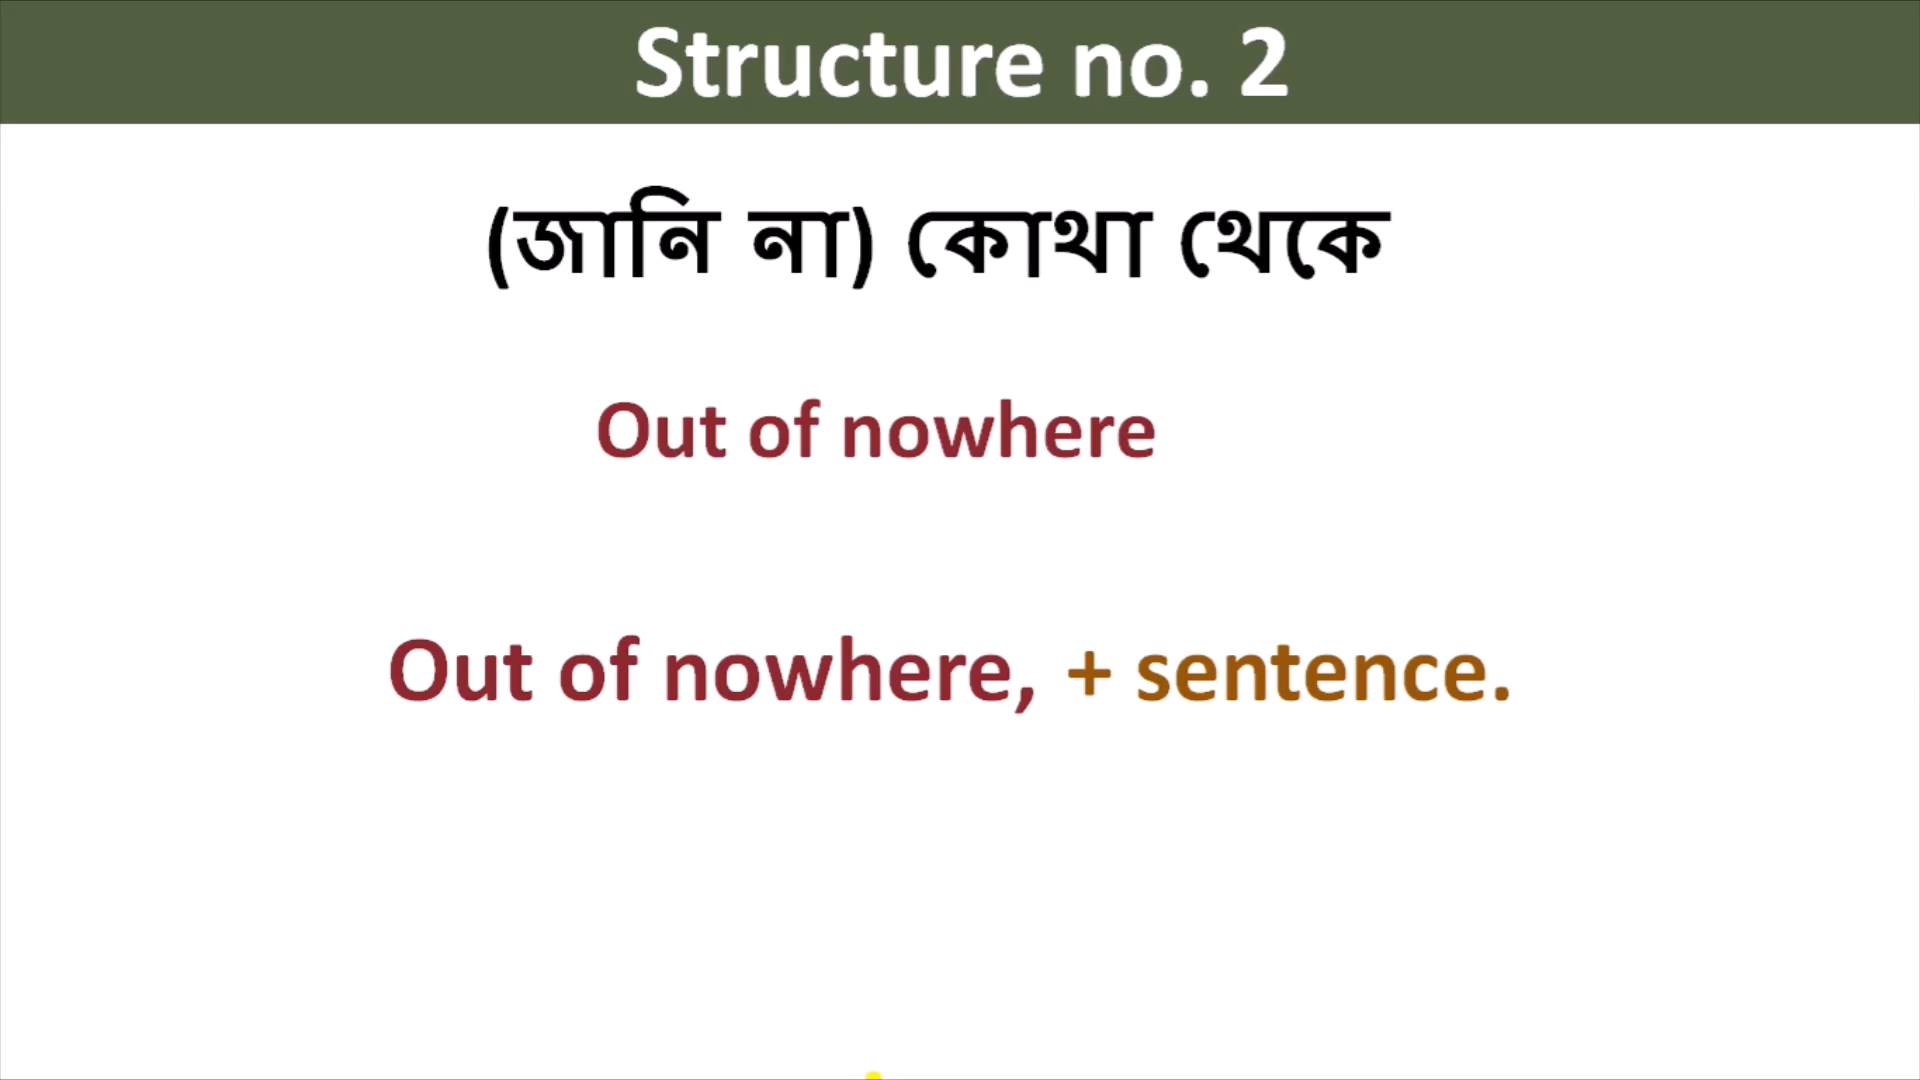 Structure no. 2
(জানি না) কোথা থেকে
Out of nowhere
Out of nowhere, + sentence.